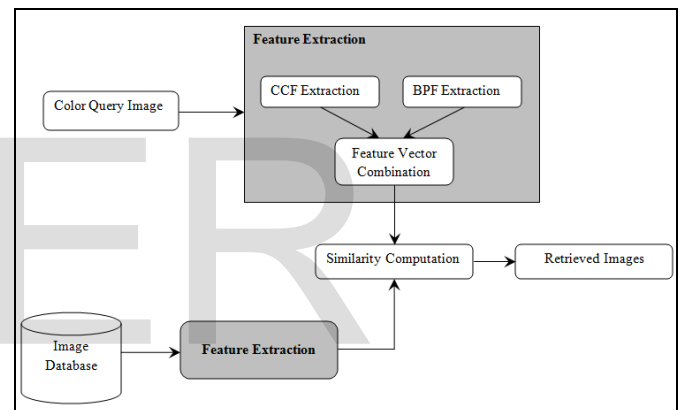 Feature Extraction
CCF Extraction
BPF Extraction
Color Query Image
Feature Vector
Combination
Similarity Computation
Retrieved Images
Image
Database
Feature Extraction
ER